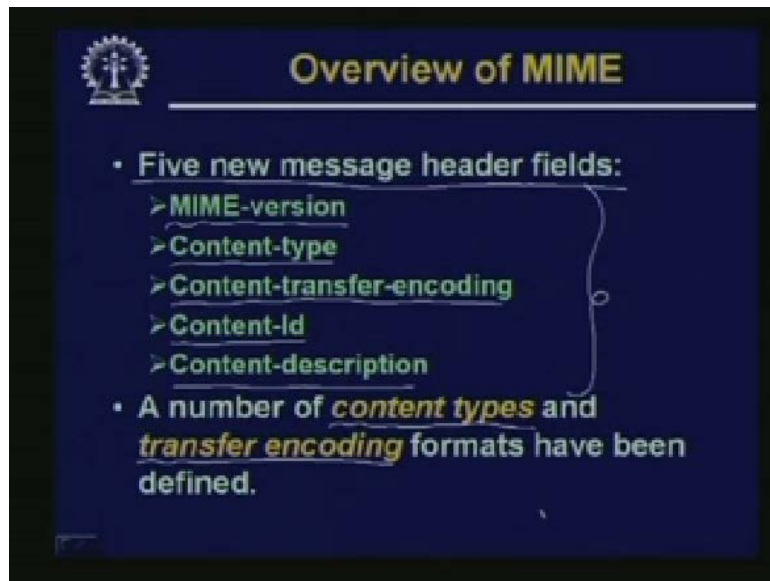 Overview of MIME
• Five new message header fields:
➢MIME-version
➢Content-type
➢Content-transfer-encoding
➢Content-Id
➢Content-description
• A number of content types and
transfer encoding formats have been
defined.